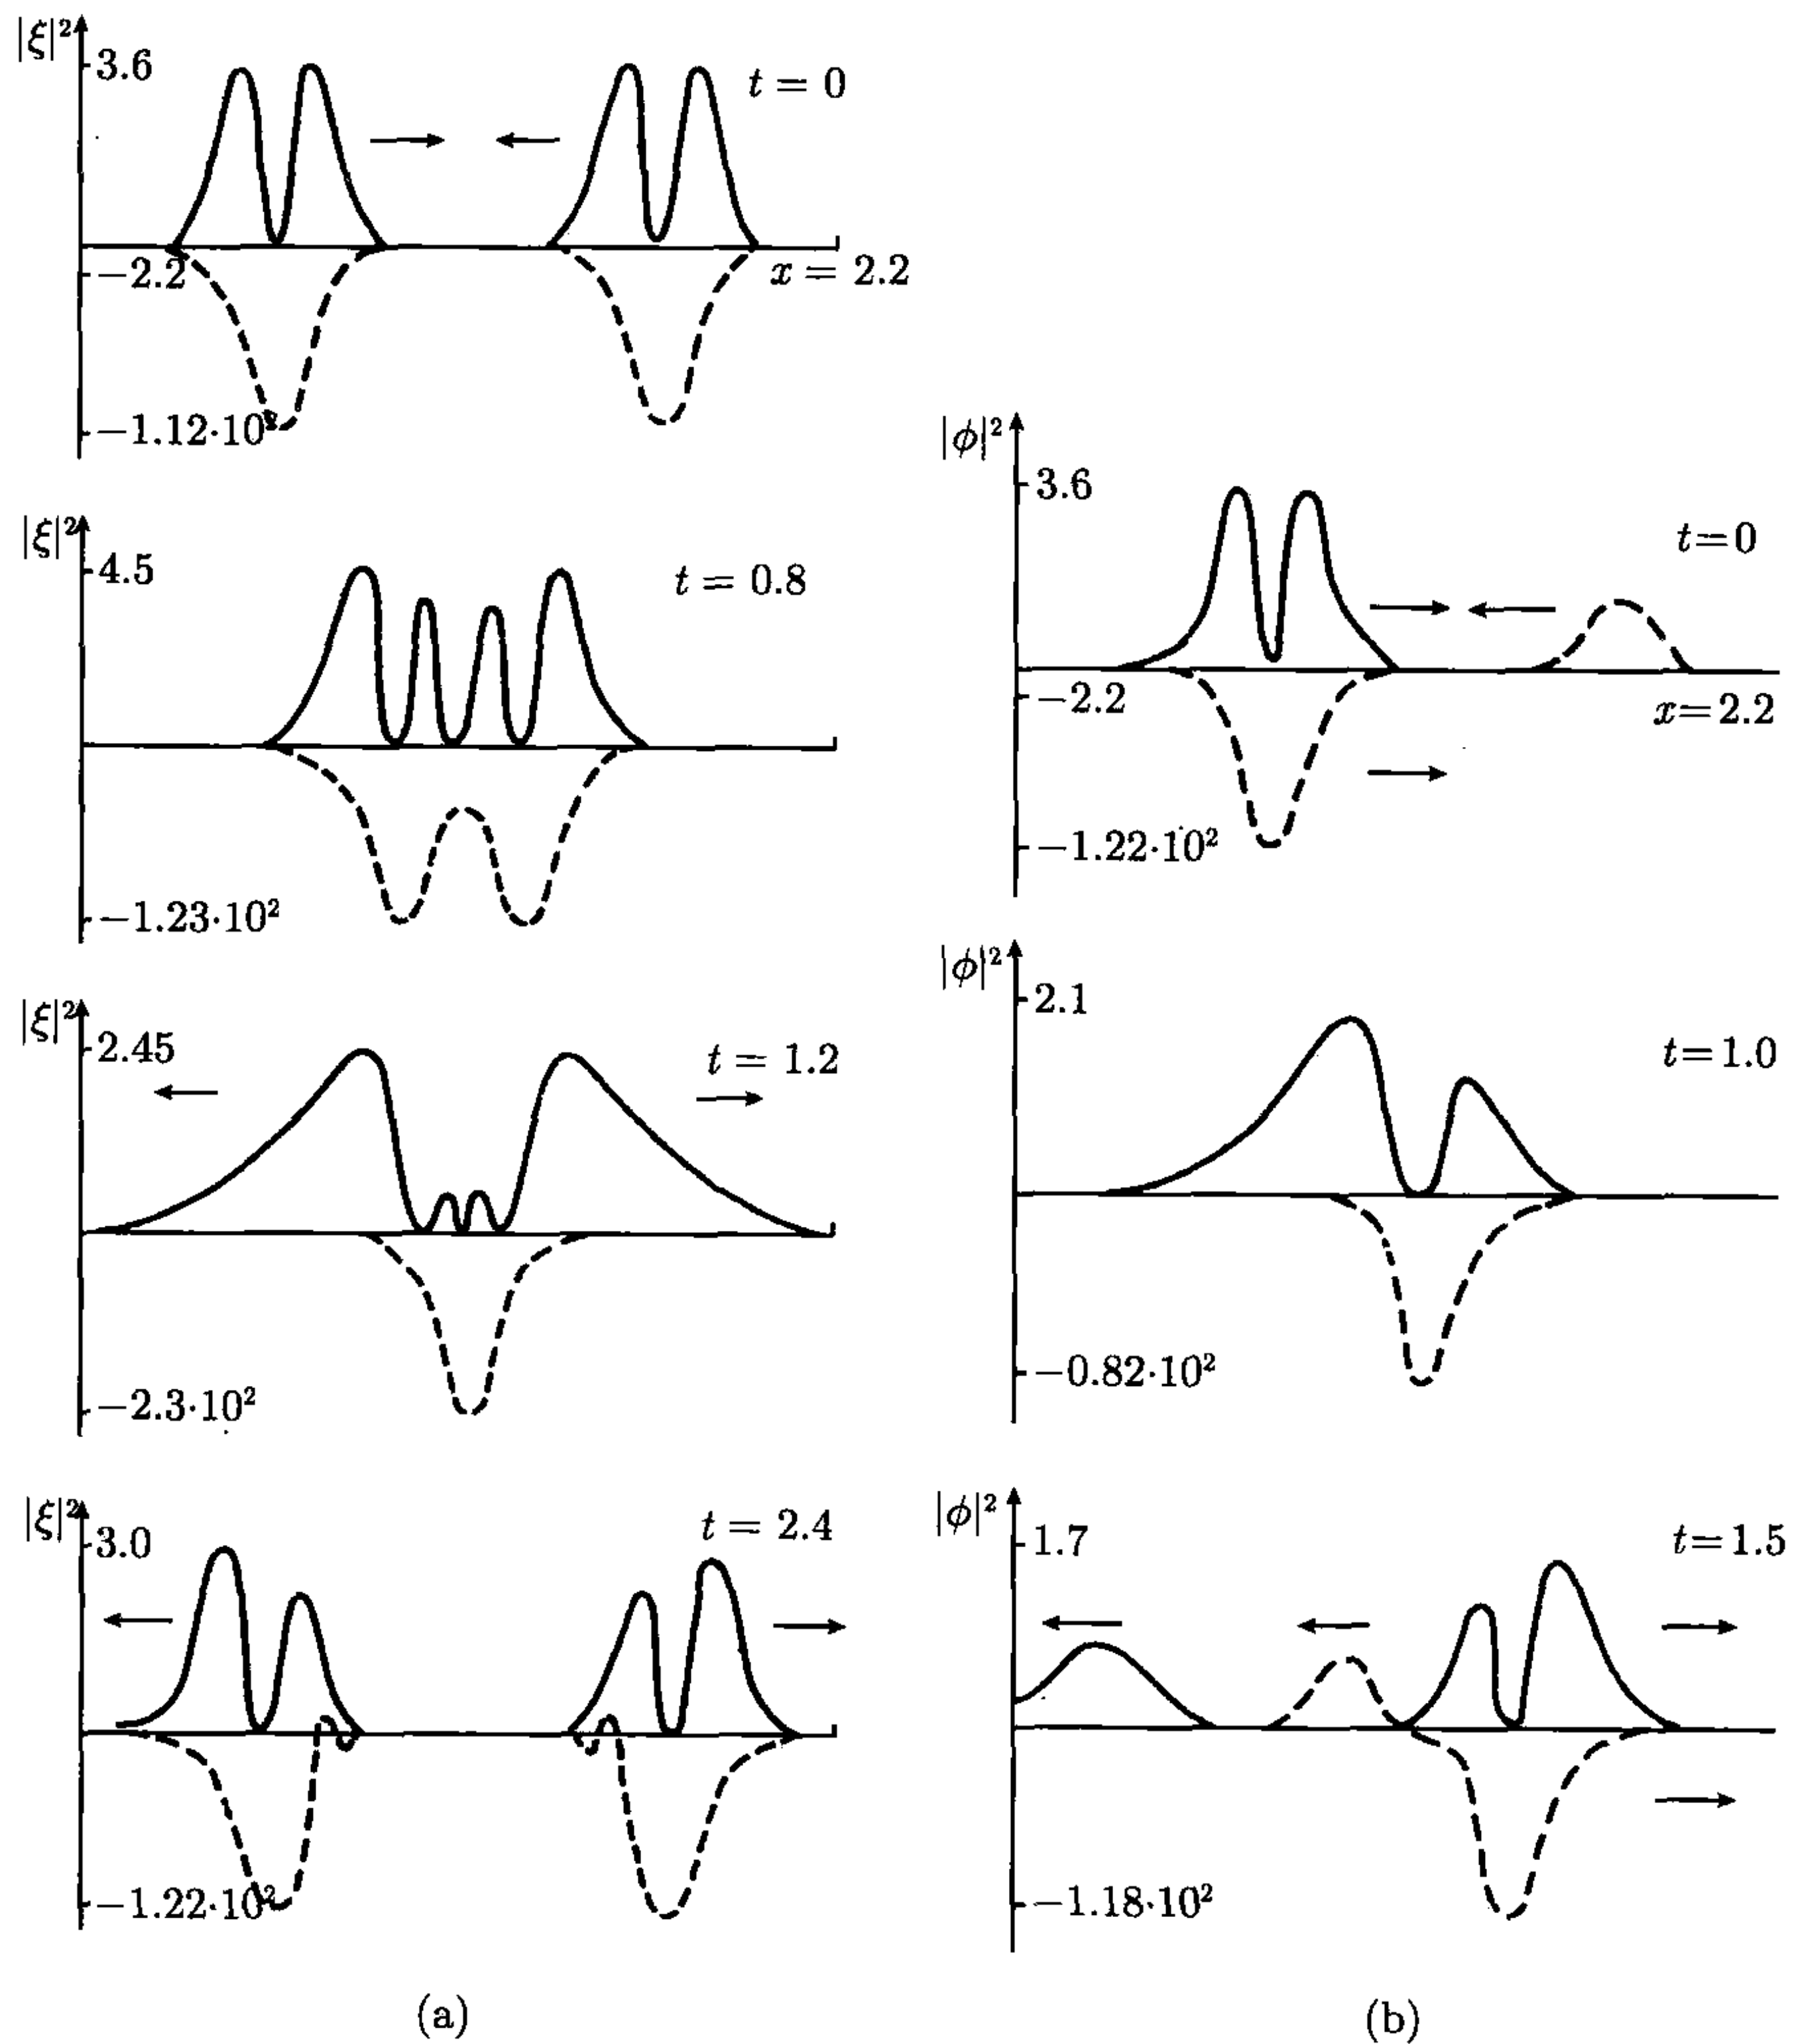 |ξ|²
3.6
t = 0
−2.2
x = 2.2
−1.12·10²
|ξ|²
4.5
t = 0.8
−1.23·10²
|ξ|²
2.45
t = 1.2
−2.3·10²
|ξ|²
3.0
t = 2.4
−1.22·10²
(a)
|ϕ|²
3.6
t=0
−2.2
x=2.2
−1.22·10²
|ϕ|²
2.1
t=1.0
−0.82·10²
|ϕ|²
1.7
t=1.5
−1.18·10²
(b)